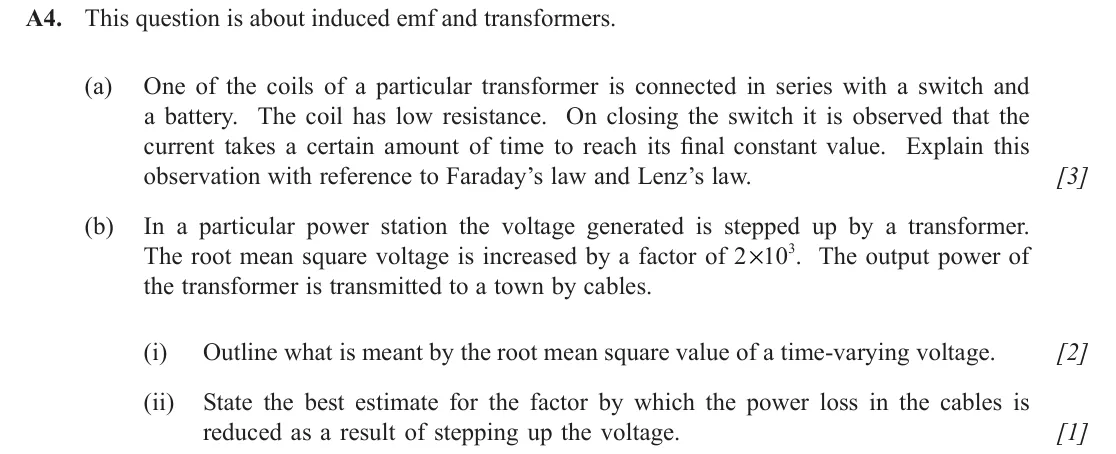 A4. This question is about induced emf and transformers.
(a) One of the coils of a particular transformer is connected in series with a switch and
a battery. The coil has low resistance. On closing the switch it is observed that the
current takes a certain amount of time to reach its final constant value. Explain this
observation with reference to Faraday's law and Lenz's law. [3]
(b) In a particular power station the voltage generated is stepped up by a transformer.
The root mean square voltage is increased by a factor of 2×10³. The output power of
the transformer is transmitted to a town by cables.
(i) Outline what is meant by the root mean square value of a time-varying voltage. [2]
(ii) State the best estimate for the factor by which the power loss in the cables is
reduced as a result of stepping up the voltage. [1]